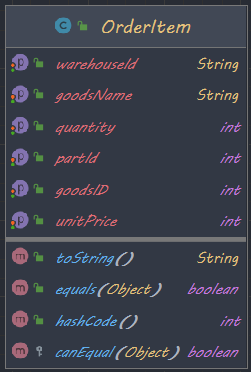 C OrderItem
p warehouseId String
p goodsName String
p quantity int
p partId int
p goodsID int
p unitPrice int
m toString() String
m equals(Object) boolean
m hashCode() int
m canEqual(Object) boolean